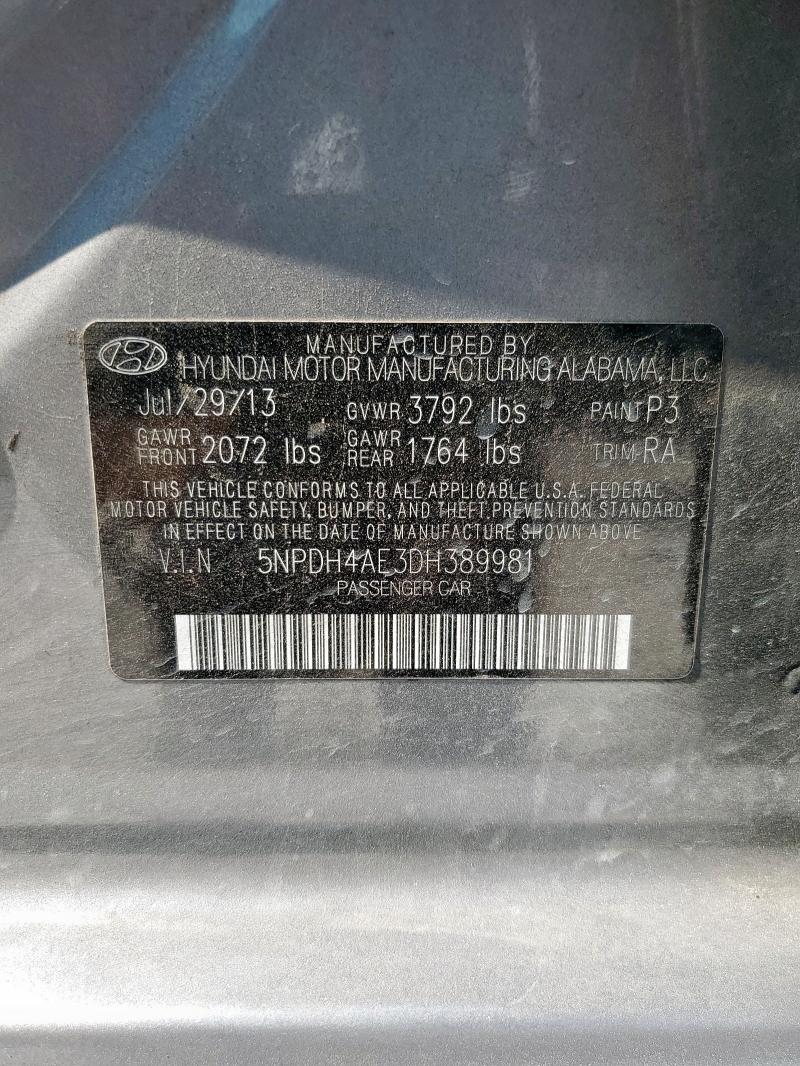 MANUFACTURED BY
HYUNDAI MOTOR MANUFACTURING ALABAMA, LLC
Jul/29/13 GVWR 3792 lbs PAINT P3
GAWR FRONT 2072 lbs GAWR REAR 1764 lbs TRIM RA
THIS VEHICLE CONFORMS TO ALL APPLICABLE U.S.A. FEDERAL
MOTOR VEHICLE SAFETY, BUMPER, AND THEFT PREVENTION STANDARDS
IN EFFECT ON THE DATE OF MANUFACTURE SHOWN ABOVE
V.I.N 5NPDH4AE3DH389981
PASSENGER CAR